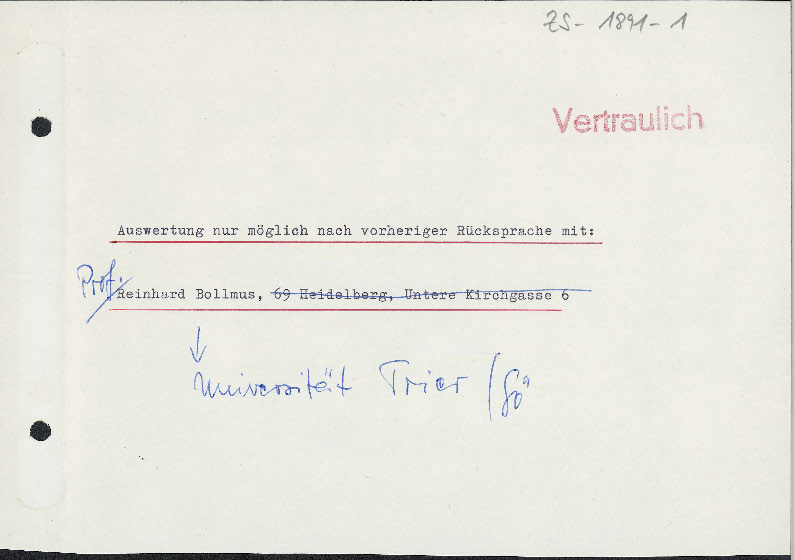 ZS- 1891-1
Vertraulich
Auswertung nur möglich nach vorheriger Rücksprache mit:
Prof. Reinhard Bollmus, 69 Heidelberg, Untere Kirchgasse 6
Universität Trier